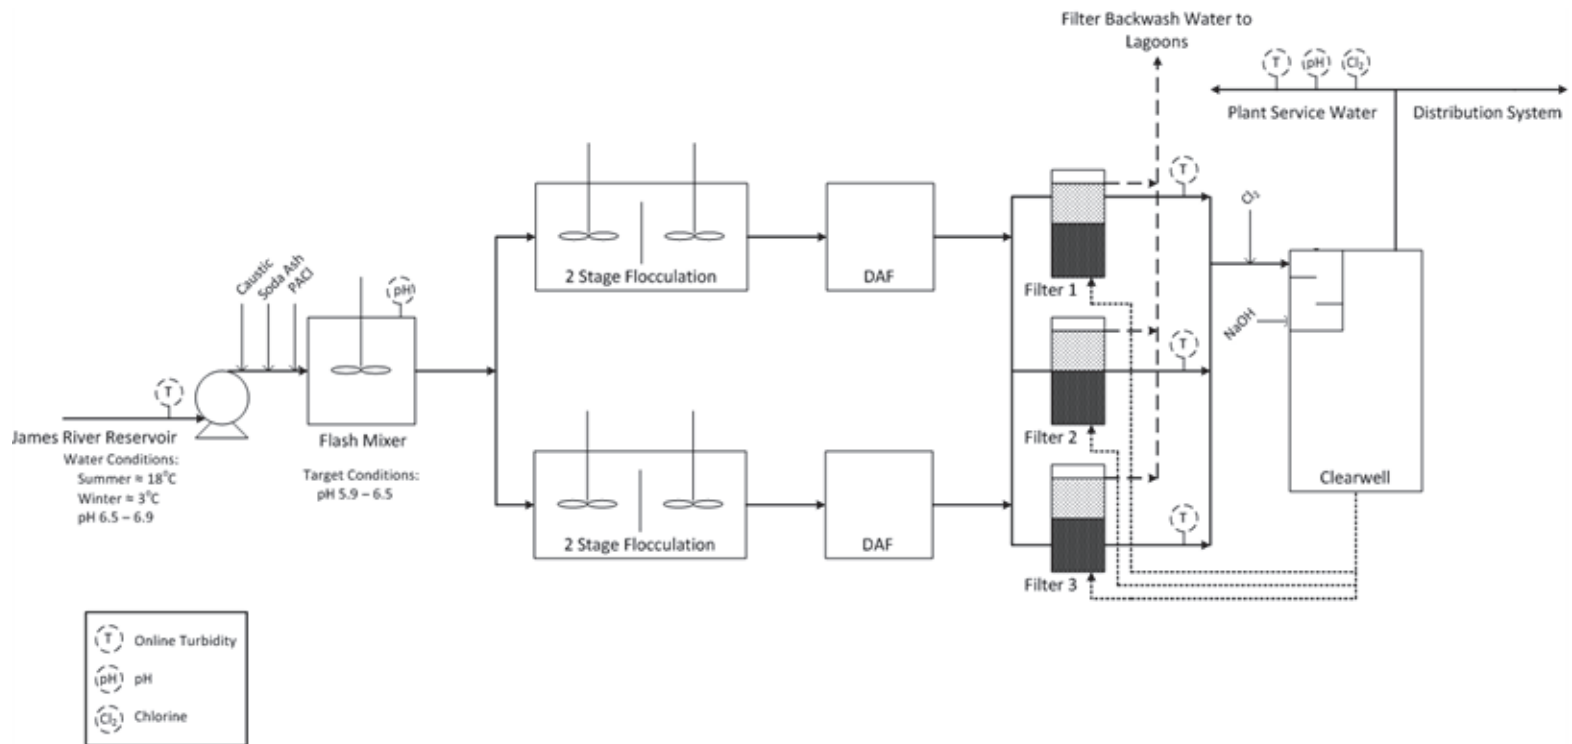 Filter Backwash Water to
Lagoons
T
pH
Cl₂
Plant Service Water
Distribution System
T
Cl₂
2 Stage Flocculation
DAF
Filter 1
Caustic
Soda Ash
PACl
pH
NaOH
T
T
James River Reservoir
Water Conditions:
Summer ≈ 18°C
Winter ≈ 3°C
pH 6.5 – 6.9
Flash Mixer
Target Conditions:
pH 5.9 – 6.5
Filter 2
Clearwell
T
2 Stage Flocculation
DAF
Filter 3
T Online Turbidity
pH pH
Cl₂ Chlorine